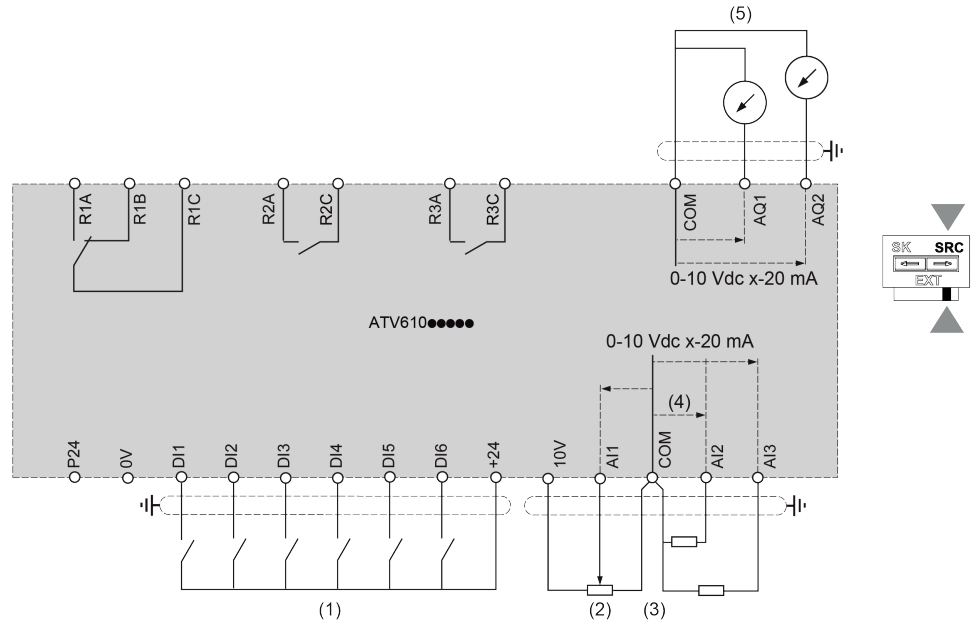 (5)
R1A R1B R1C R2A R2C R3A R3C COM AQ1 AQ2
SK SRC
EXT
0-10 Vdc x-20 mA
ATV610●●●●●
0-10 Vdc x-20 mA
(4)
P24 0V DI1 DI2 DI3 DI4 DI5 DI6 +24 10V AI1 COM AI2 AI3
(1) (2) (3)